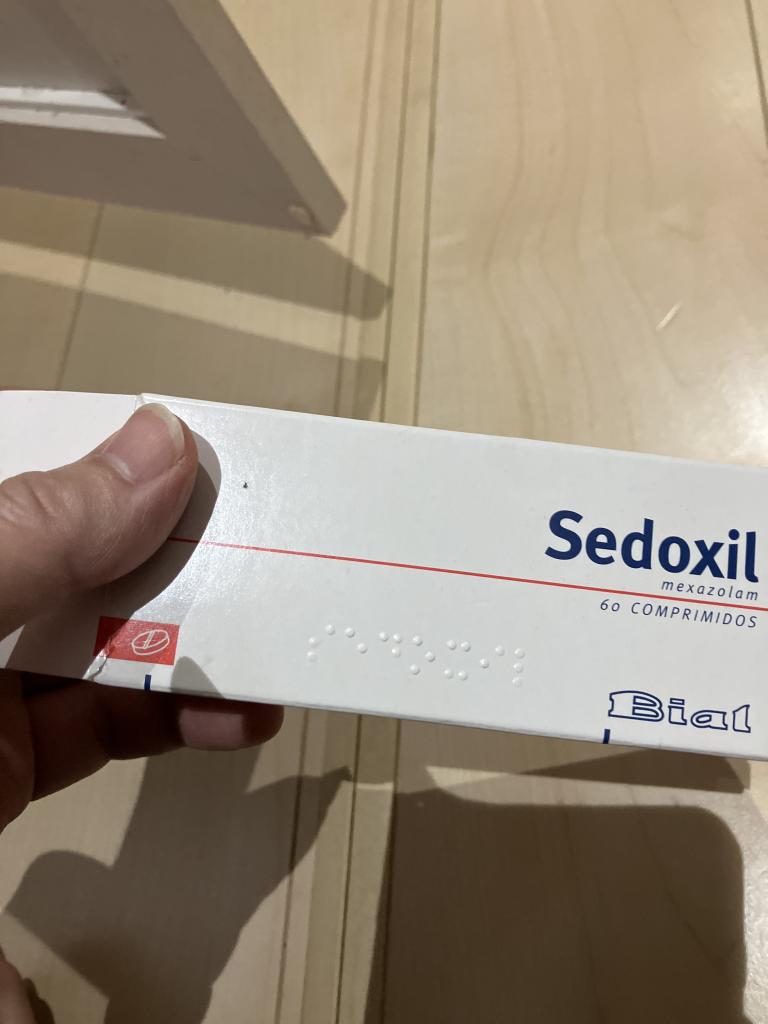 Sedoxil
mexazolam
60 COMPRIMIDOS
Bial